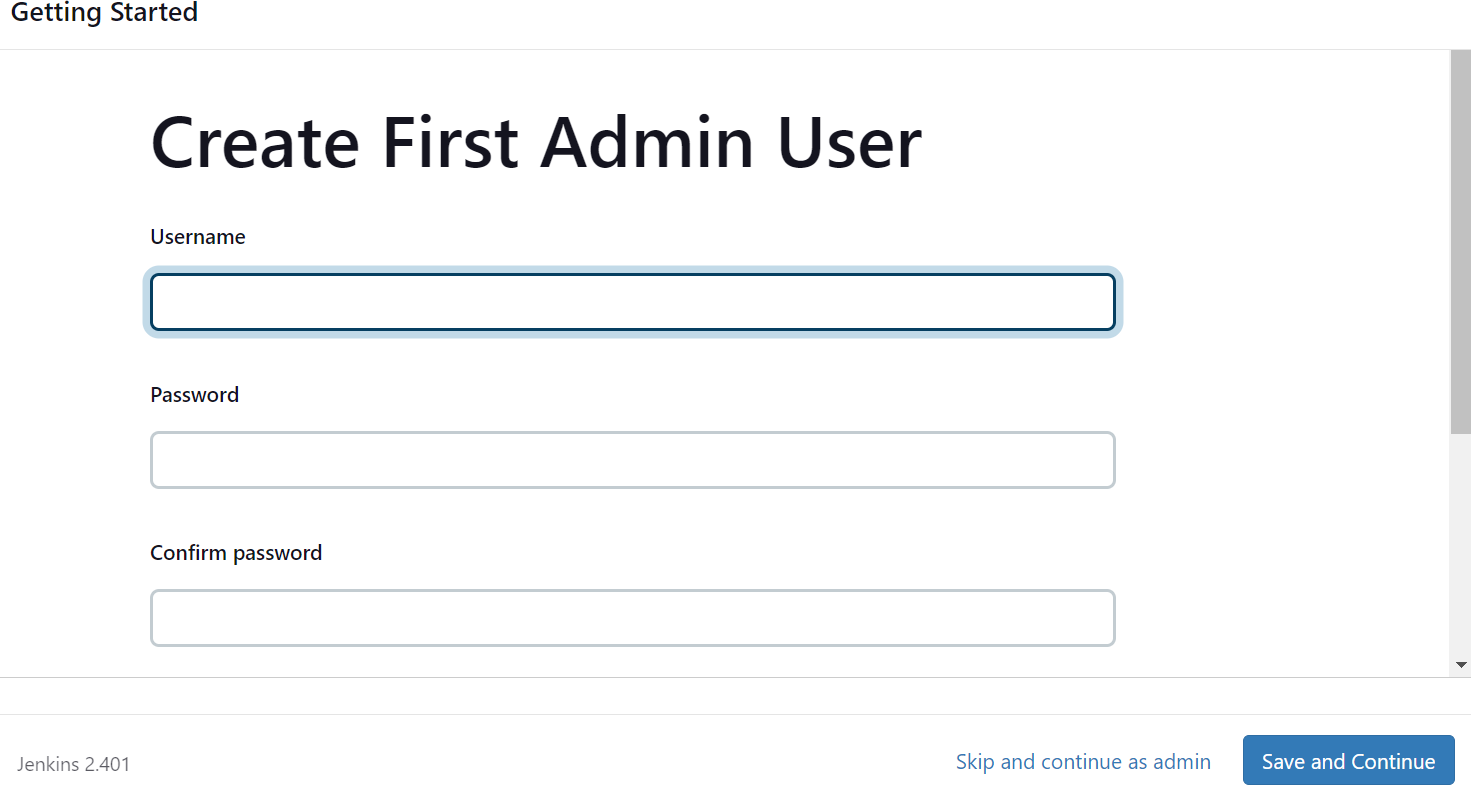 Getting Started
Create First Admin User
Username
Password
Confirm password
Jenkins 2.401
Skip and continue as admin
Save and Continue